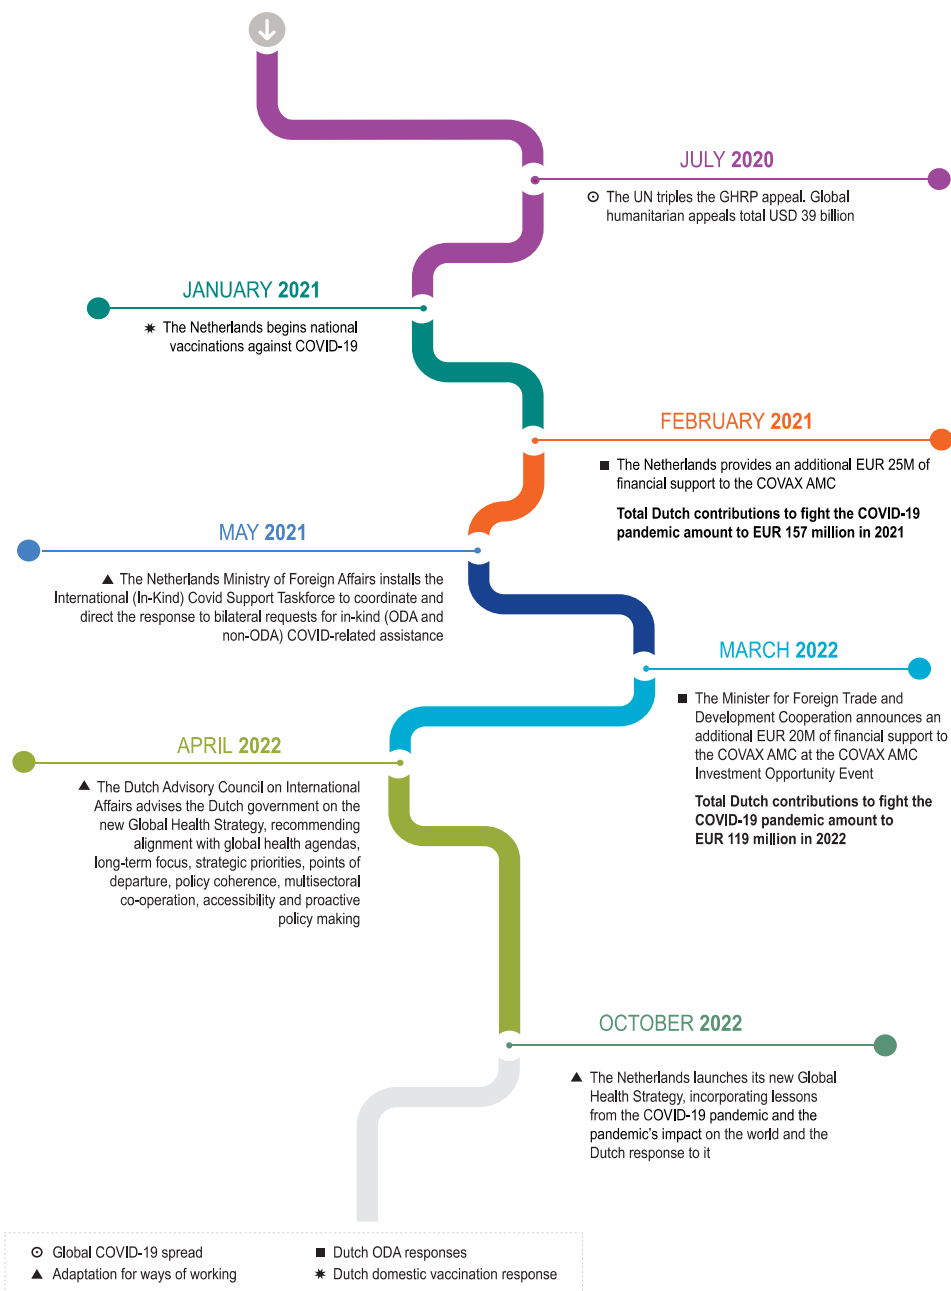 JULY 2020
⊙ The UN triples the GHRP appeal. Global
humanitarian appeals total USD 39 billion
JANUARY 2021
✷ The Netherlands begins national
vaccinations against COVID-19
FEBRUARY 2021
■ The Netherlands provides an additional EUR 25M of
financial support to the COVAX AMC
Total Dutch contributions to fight the COVID-19
pandemic amount to EUR 157 million in 2021
MAY 2021
▲ The Netherlands Ministry of Foreign Affairs installs the
International (In-Kind) Covid Support Taskforce to coordinate and
direct the response to bilateral requests for in-kind (ODA and
non-ODA) COVID-related assistance
MARCH 2022
■ The Minister for Foreign Trade and
Development Cooperation announces an
additional EUR 20M of financial support to
the COVAX AMC at the COVAX AMC
Investment Opportunity Event
Total Dutch contributions to fight the
COVID-19 pandemic amount to
EUR 119 million in 2022
APRIL 2022
▲ The Dutch Advisory Council on International
Affairs advises the Dutch government on the
new Global Health Strategy, recommending
alignment with global health agendas,
long-term focus, strategic priorities, points of
departure, policy coherence, multisectoral
co-operation, accessibility and proactive
policy making
OCTOBER 2022
▲ The Netherlands launches its new Global
Health Strategy, incorporating lessons
from the COVID-19 pandemic and the
pandemic's impact on the world and the
Dutch response to it
⊙ Global COVID-19 spread
▲ Adaptation for ways of working
■ Dutch ODA responses
✷ Dutch domestic vaccination response